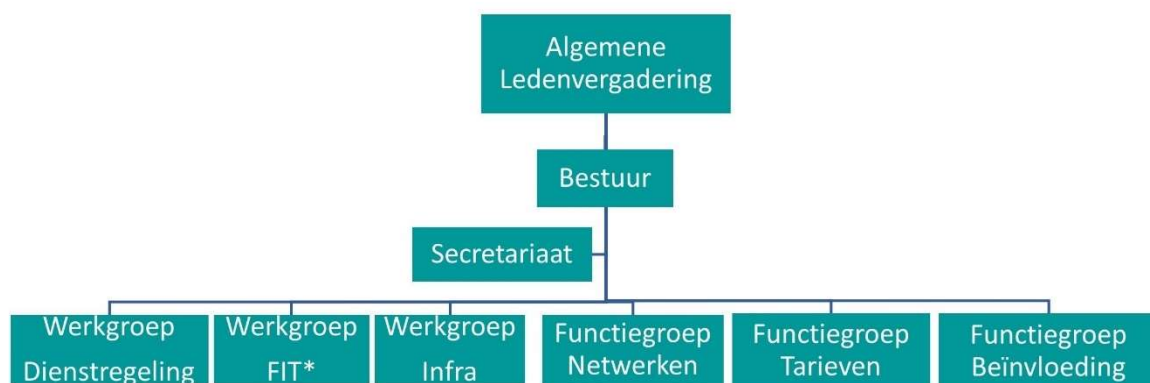 Algemene
Ledenvergadering
Bestuur
Secretariaat
Werkgroep
Dienstregeling
Werkgroep
FIT*
Werkgroep
Infra
Functiegroep
Netwerken
Functiegroep
Tarieven
Functiegroep
Beïnvloeding